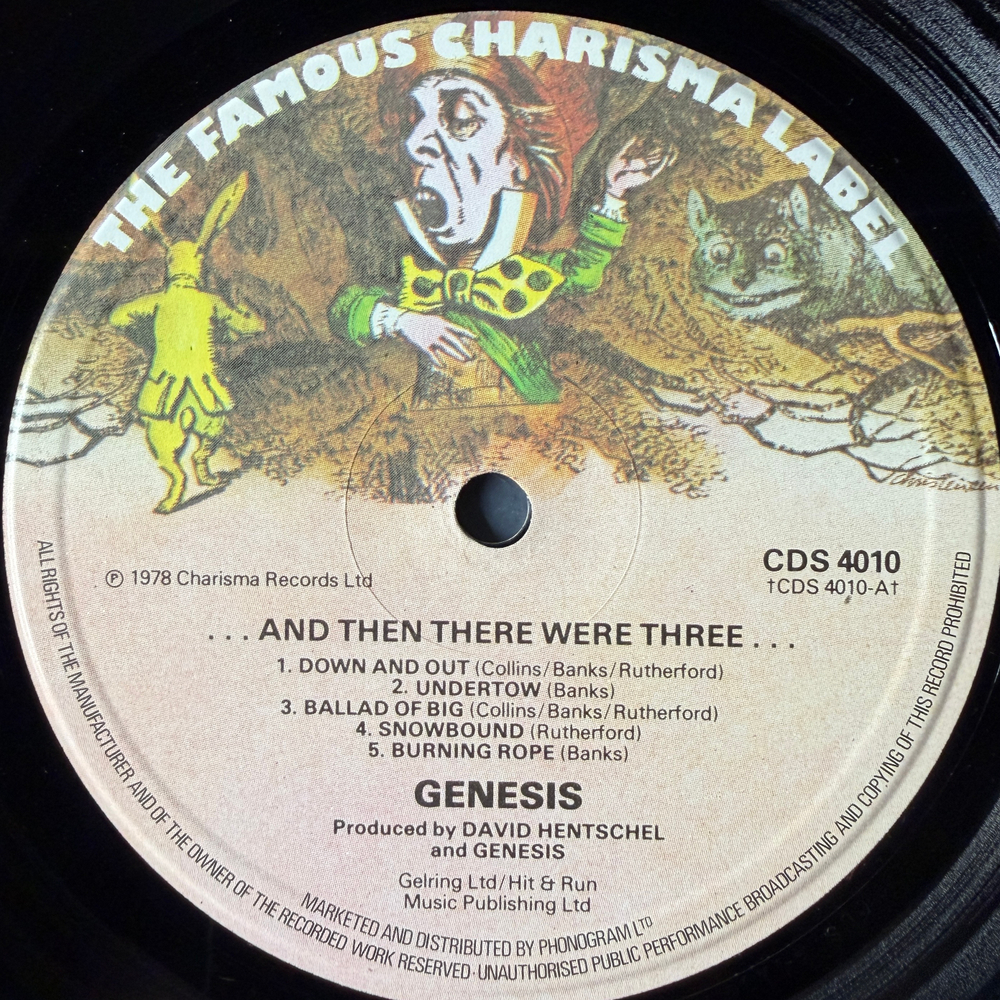 THE FAMOUS CHARISMA LABEL
Christensen
CDS 4010
†CDS 4010-A†
℗ 1978 Charisma Records Ltd
...AND THEN THERE WERE THREE...
1. DOWN AND OUT (Collins/Banks/Rutherford)
2. UNDERTOW (Banks)
3. BALLAD OF BIG (Collins/Banks/Rutherford)
4. SNOWBOUND (Rutherford)
5. BURNING ROPE (Banks)
GENESIS
Produced by DAVID HENTSCHEL
and GENESIS
Gelring Ltd/Hit & Run
Music Publishing Ltd
MARKETED AND DISTRIBUTED BY PHONOGRAM LTD
ALL RIGHTS OF THE MANUFACTURER AND OF THE OWNER OF THE RECORDED WORK RESERVED · UNAUTHORISED PUBLIC PERFORMANCE BROADCASTING AND COPYING OF THIS RECORD PROHIBITED